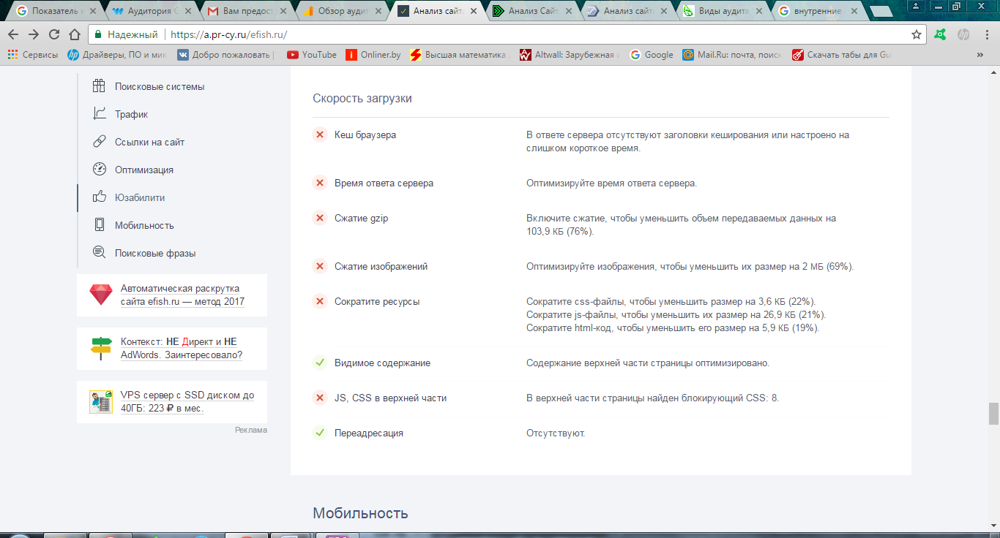 Показатель
Аудитория G
Вам предост
Обзор аудит
Анализ сайт
Анализ Сайт
Анализ сайт
Виды аудита
внутренние
Надежный
https://a.pr-cy.ru/efish.ru/
Сервисы
Драйверы, ПО и мик
Добро пожаловать |
YouTube
Onliner.by
Высшая математика
Altwall: Зарубежная
Google
Mail.Ru: почта, поиск
Скачать табы для Gu
»
Поисковые системы
Трафик
Ссылки на сайт
Оптимизация
Юзабилити
Мобильность
Поисковые фразы
Автоматическая раскрутка
сайта efish.ru — метод 2017
Контекст: НЕ Директ и НЕ
AdWords. Заинтересовало?
VPS сервер с SSD диском до
40ГБ: 223 ₽ в мес.
Реклама
Скорость загрузки
Кеш браузера
В ответе сервера отсутствуют заголовки кеширования или настроено на
слишком короткое время.
Время ответа сервера
Оптимизируйте время ответа сервера.
Сжатие gzip
Включите сжатие, чтобы уменьшить объем передаваемых данных на
103,9 КБ (76%).
Сжатие изображений
Оптимизируйте изображения, чтобы уменьшить их размер на 2 МБ (69%).
Сократите ресурсы
Сократите css-файлы, чтобы уменьшить размер на 3,6 КБ (22%).
Сократите js-файлы, чтобы уменьшить их размер на 26,9 КБ (21%).
Сократите html-код, чтобы уменьшить его размер на 5,9 КБ (19%).
Видимое содержание
Содержание верхней части страницы оптимизировано.
JS, CSS в верхней части
В верхней части страницы найден блокирующий CSS: 8.
Переадресация
Отсутствуют.
Мобильность